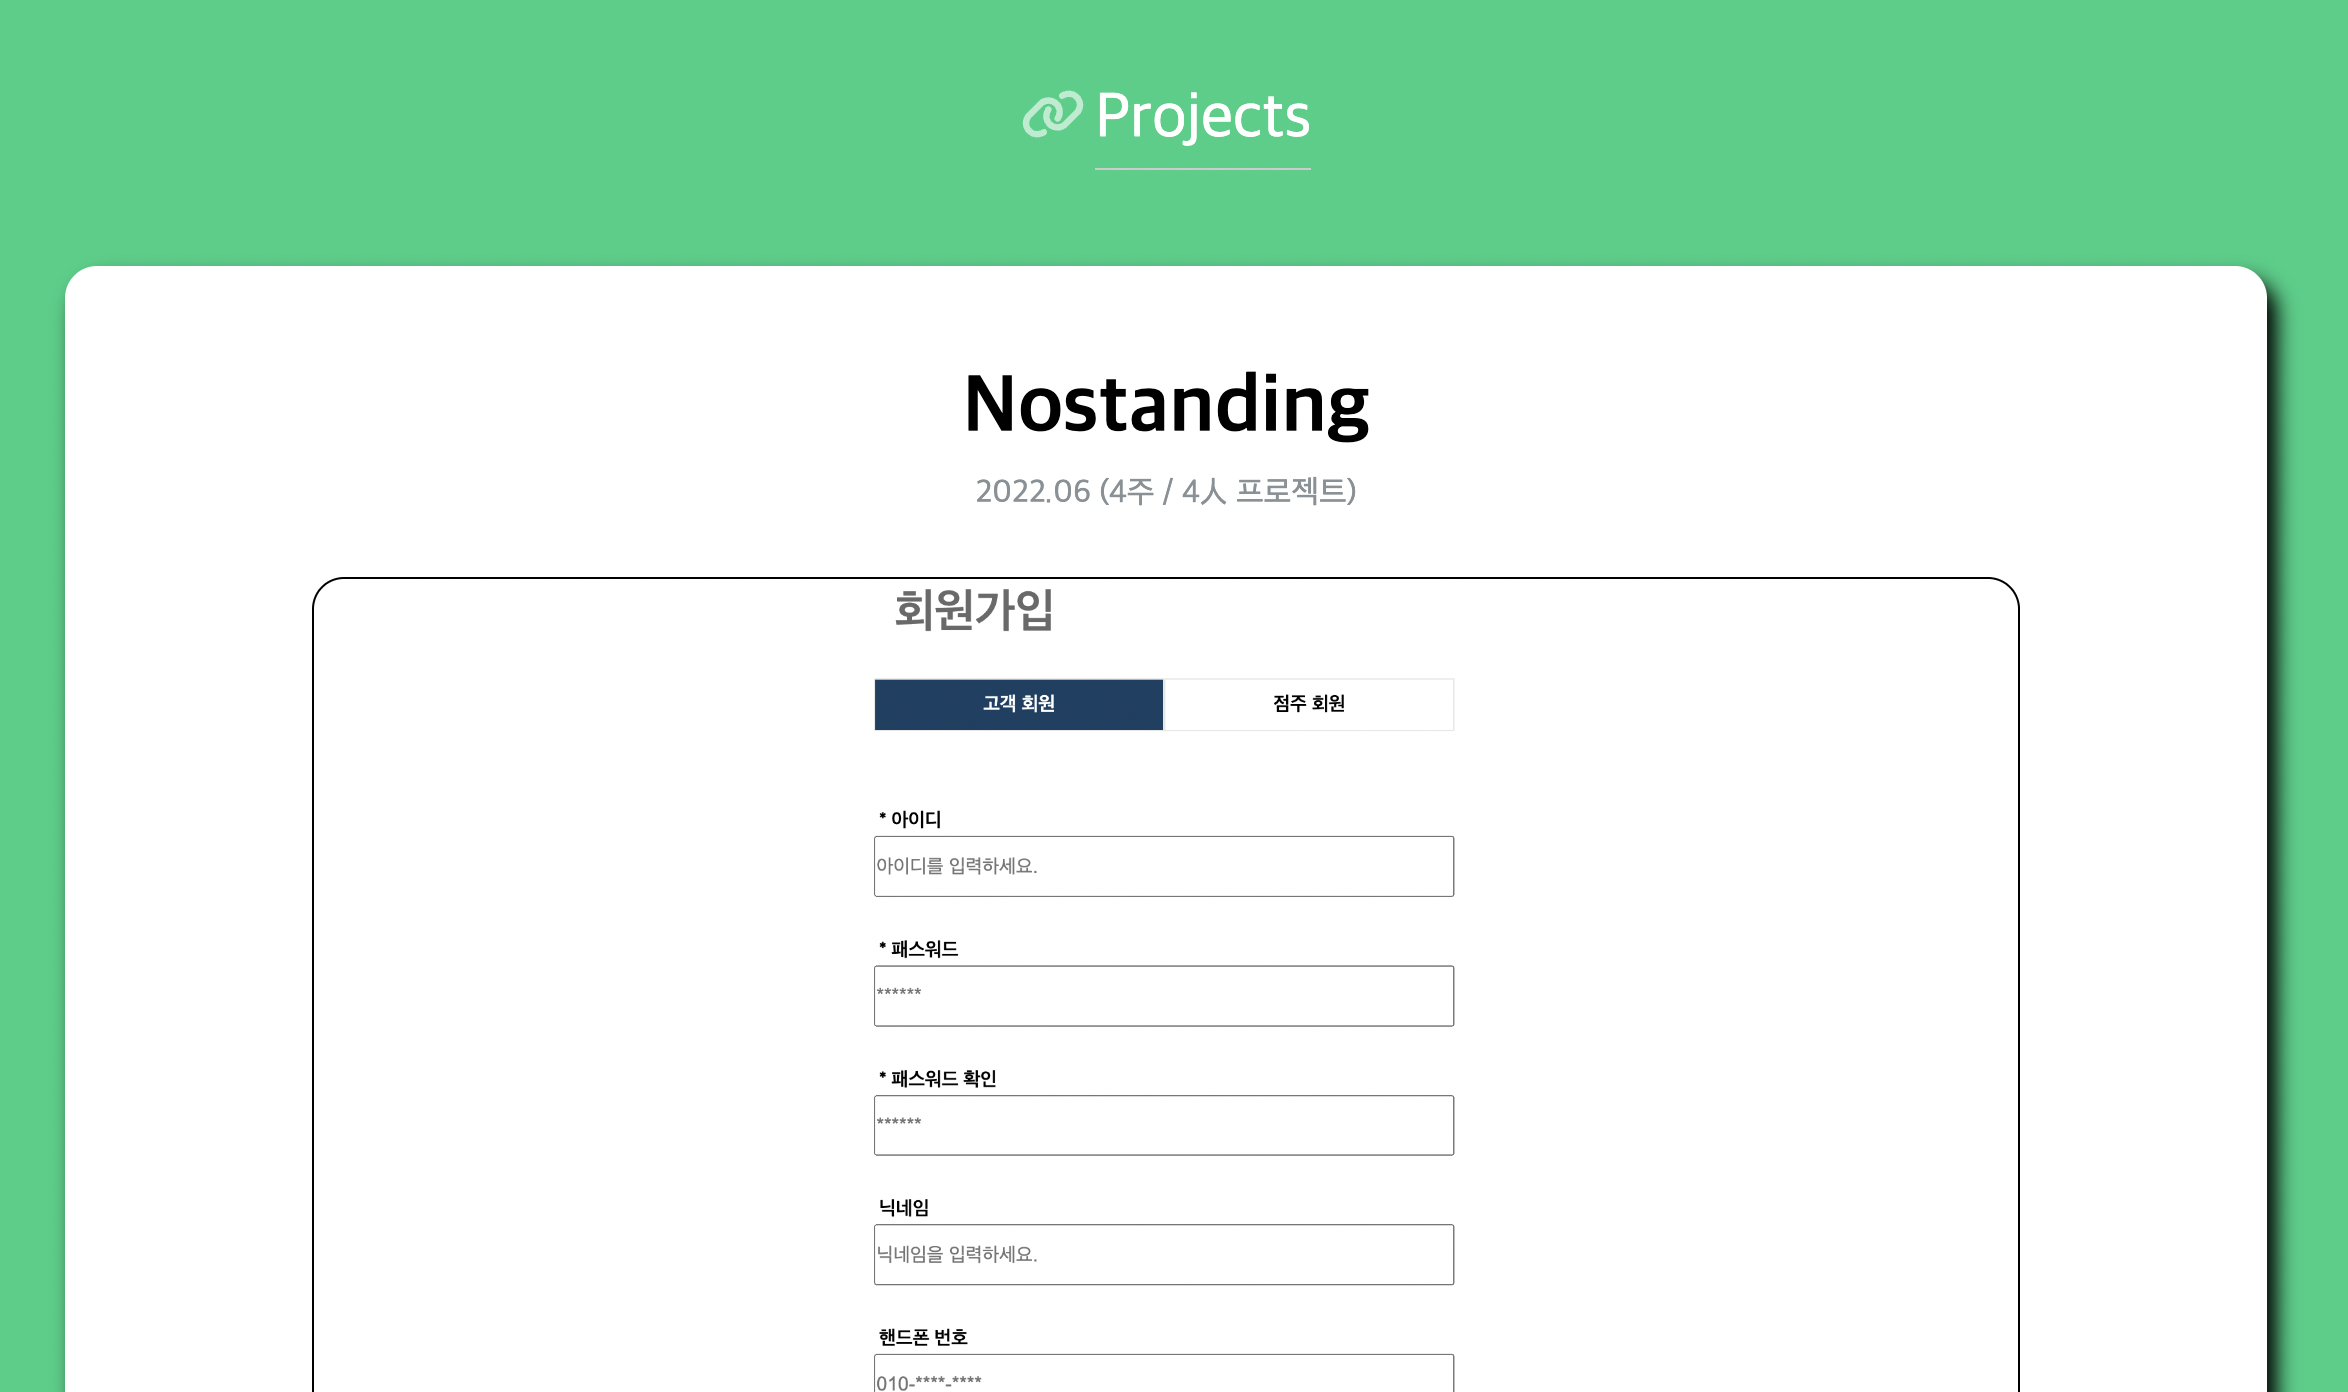 Projects
Nostanding
2022.06 (4주 / 4人 프로젝트)
회원가입
고객 회원
점주 회원
* 아이디
아이디를 입력하세요.
* 패스워드
******
* 패스워드 확인
******
닉네임
닉네임을 입력하세요.
핸드폰 번호
010-****-****